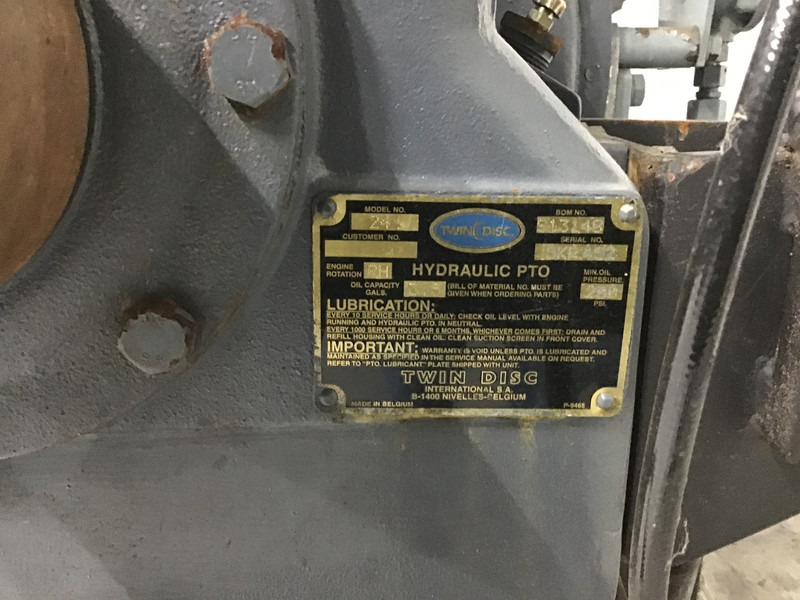 MODEL NO.
BOM NO.
TWIN DISC
CUSTOMER NO.
SERIAL NO.
ENGINE ROTATION RH
HYDRAULIC PTO
MIN. OIL PRESSURE
PSI.
OIL CAPACITY GALS.
(BILL OF MATERIAL NO. MUST BE
GIVEN WHEN ORDERING PARTS)
LUBRICATION:
EVERY 10 SERVICE HOURS OR DAILY: CHECK OIL LEVEL WITH ENGINE
RUNNING AND HYDRAULIC PTO. IN NEUTRAL.
EVERY 1000 SERVICE HOURS OR 6 MONTHS, WHICHEVER COMES FIRST: DRAIN AND
REFILL HOUSING WITH CLEAN OIL. CLEAN SUCTION SCREEN IN FRONT COVER.
IMPORTANT: WARRANTY IS VOID UNLESS PTO. IS LUBRICATED AND
MAINTAINED AS SPECIFIED IN THE SERVICE MANUAL AVAILABLE ON REQUEST.
REFER TO "PTO. LUBRICANT" PLATE SHIPPED WITH UNIT.
TWIN DISC
INTERNATIONAL S.A.
B-1400 NIVELLES-BELGIUM
MADE IN BELGIUM
P-9465